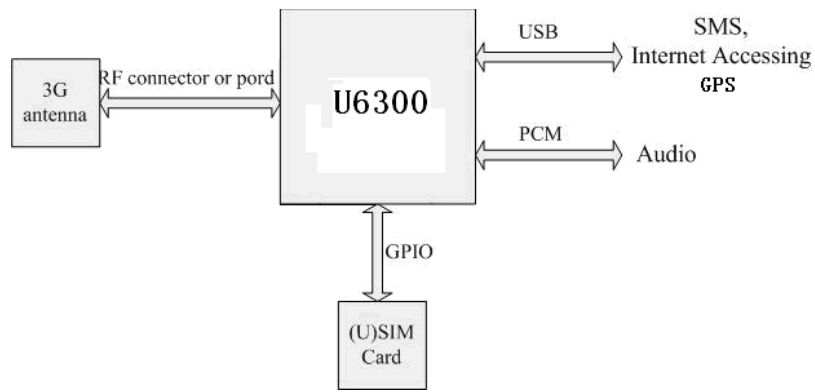 3G
antenna
RF connector or pord
U6300
USB
SMS,
Internet Accessing
GPS
PCM
Audio
GPIO
(U)SIM
Card